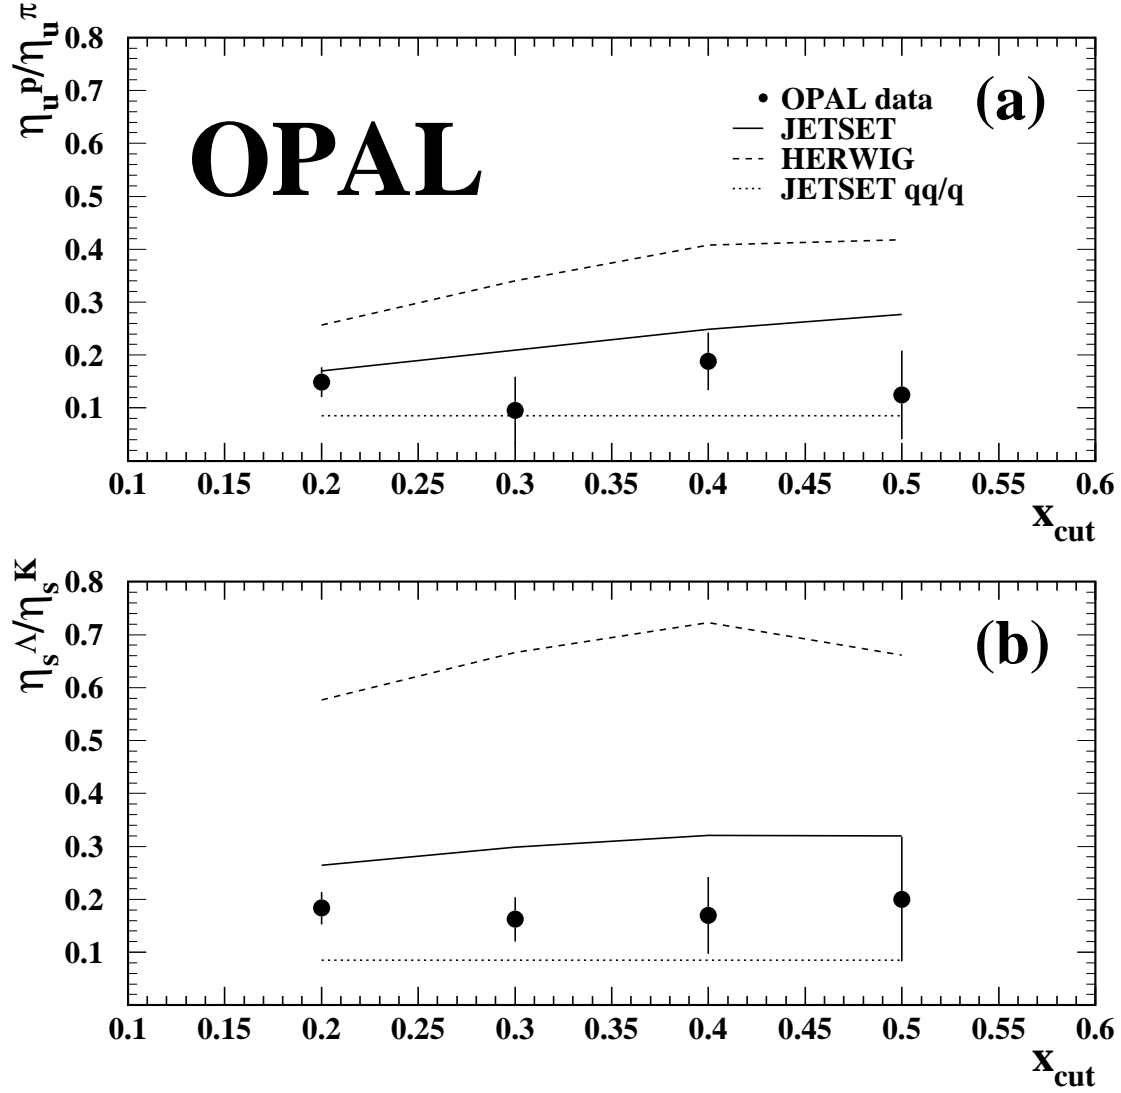 η_u^p/η_u^π
0.8
0.7
0.6
0.5
0.4
0.3
0.2
0.1
OPAL
OPAL data
JETSET
HERWIG
JETSET qq/q
(a)
0.1 0.15 0.2 0.25 0.3 0.35 0.4 0.45 0.5 0.55 0.6
x_cut
η_s^Λ/η_s^K
0.8
0.7
0.6
0.5
0.4
0.3
0.2
0.1
(b)
0.1 0.15 0.2 0.25 0.3 0.35 0.4 0.45 0.5 0.55 0.6
x_cut